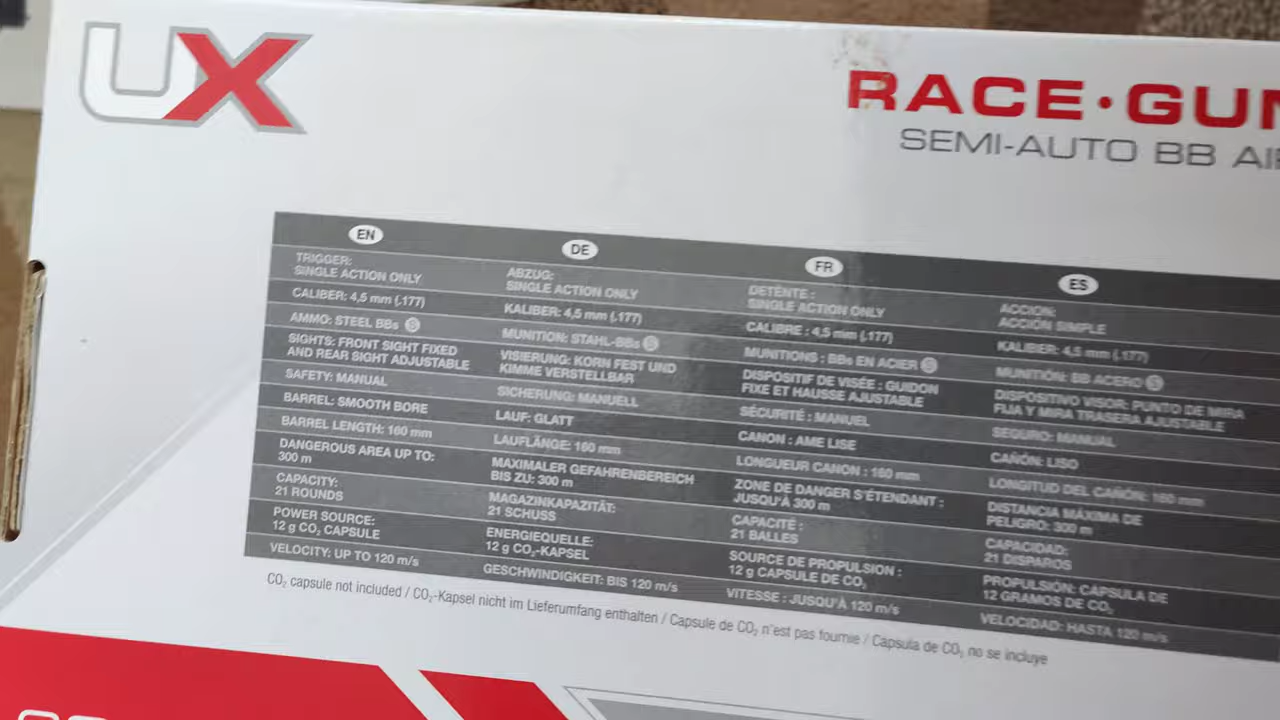 UX
RACE·GUN
SEMI-AUTO BB AIR
EN
TRIGGER:
SINGLE ACTION ONLY
CALIBER: 4,5 mm (.177)
AMMO: STEEL BBs S
SIGHTS: FRONT SIGHT FIXED
AND REAR SIGHT ADJUSTABLE
SAFETY: MANUAL
BARREL: SMOOTH BORE
BARREL LENGTH: 160 mm
DANGEROUS AREA UP TO:
300 m
CAPACITY:
21 ROUNDS
POWER SOURCE:
12 g CO₂ CAPSULE
VELOCITY: UP TO 120 m/s
DE
ABZUG:
SINGLE ACTION ONLY
KALIBER: 4,5 mm (.177)
MUNITION: STAHL-BBs S
VISIERUNG: KORN FEST UND
KIMME VERSTELLBAR
SICHERUNG: MANUELL
LAUF: GLATT
LAUFLÄNGE: 160 mm
MAXIMALER GEFAHRENBEREICH
BIS ZU: 300 m
MAGAZINKAPAZITÄT:
21 SCHUSS
ENERGIEQUELLE:
12 g CO₂-KAPSEL
GESCHWINDIGKEIT: BIS 120 m/s
FR
DÉTENTE :
SINGLE ACTION ONLY
CALIBRE : 4,5 mm (.177)
MUNITIONS : BBs EN ACIER S
DISPOSITIF DE VISÉE : GUIDON
FIXE ET HAUSSE AJUSTABLE
SÉCURITÉ : MANUEL
CANON : AME LISE
LONGUEUR CANON : 160 mm
ZONE DE DANGER S'ÉTENDANT :
JUSQU'À 300 m
CAPACITÉ :
21 BALLES
SOURCE DE PROPULSION :
12 g CAPSULE DE CO₂
VITESSE : JUSQU'À 120 m/s
ES
ACCION:
ACCIÓN SIMPLE
KALIBER: 4,5 mm (.177)
MUNITIÓN: BB ACERO S
DISPOSITIVO VISOR: PUNTO DE MIRA
FIJA Y MIRA TRASERA AJUSTABLE
SEGURO: MANUAL
CAÑÓN: LISO
LONGITUD DEL CAÑÓN: 160 mm
DISTANCIA MÁXIMA DE
PELIGRO: 300 m
CAPACIDAD:
21 DISPAROS
PROPULSIÓN: CÁPSULA DE
12 GRAMOS DE CO₂
VELOCIDAD: HASTA 120 m/s
CO₂ capsule not included / CO₂-Kapsel nicht im Lieferumfang enthalten / Capsule de CO₂ n'est pas fournie / Capsula de CO₂ no se incluye